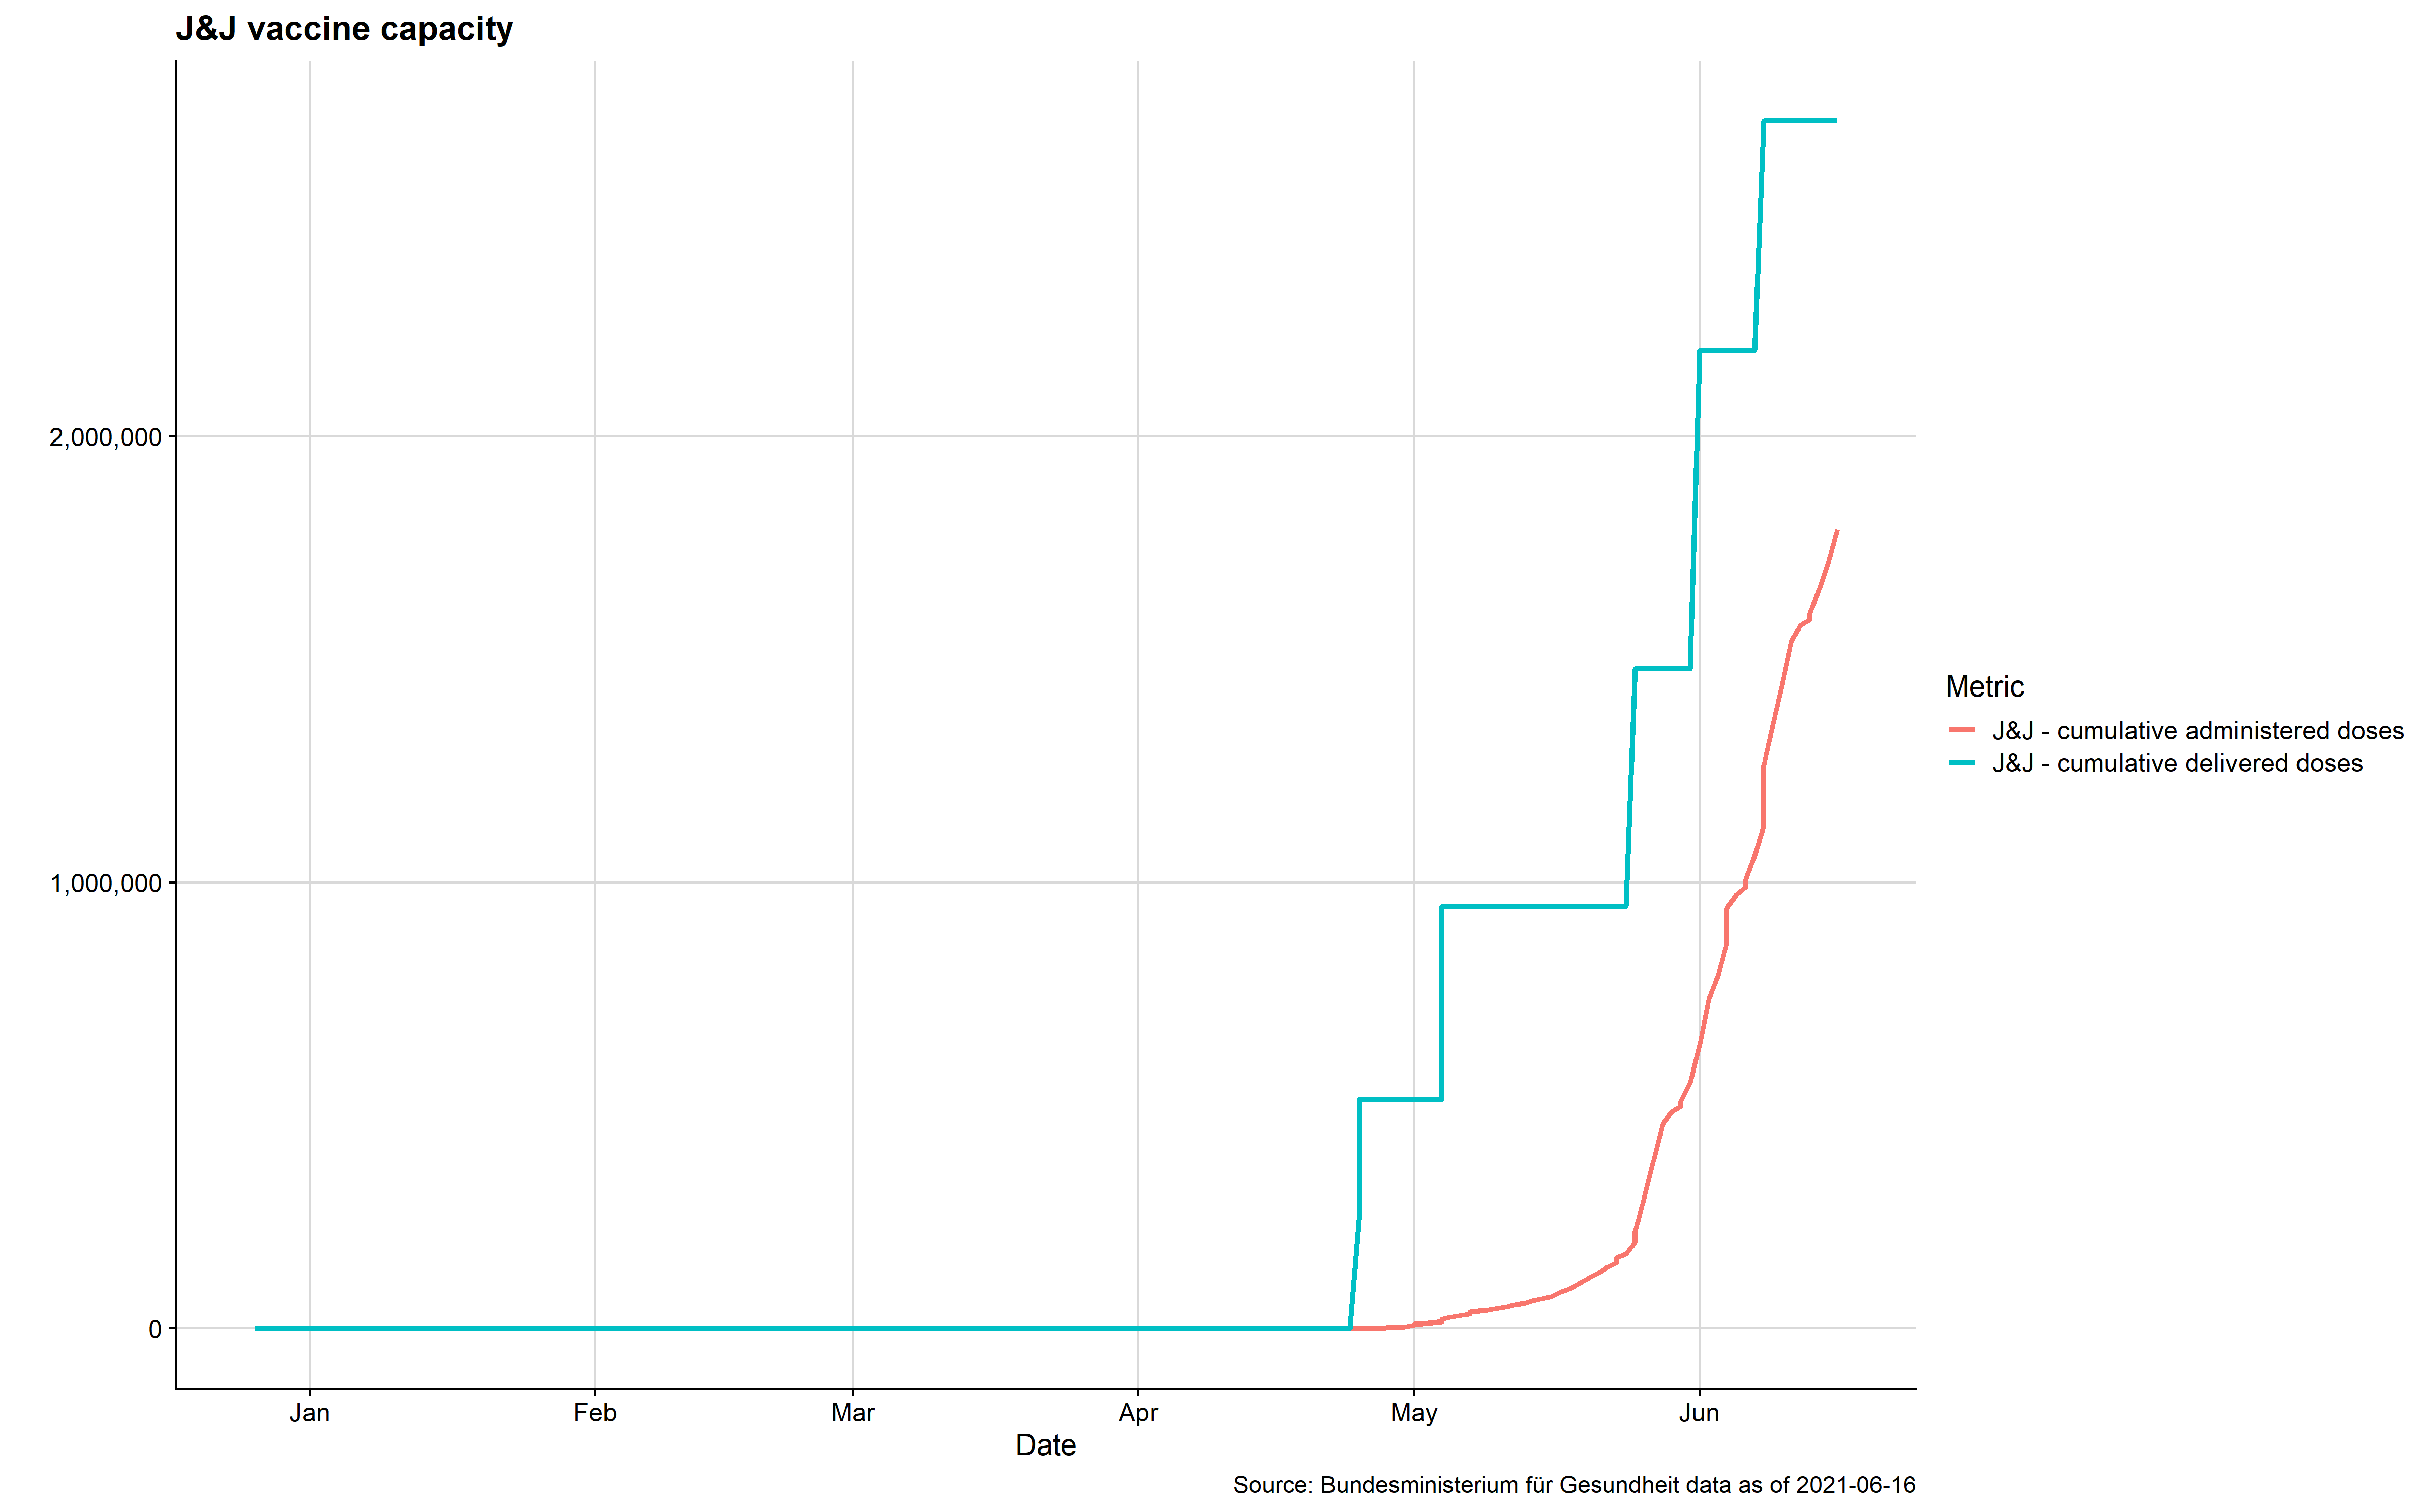 J&J vaccine capacity
2,000,000
1,000,000
0
Jan Feb Mar Apr May Jun
Date
Metric
J&J - cumulative administered doses
J&J - cumulative delivered doses
Source: Bundesministerium für Gesundheit data as of 2021-06-16